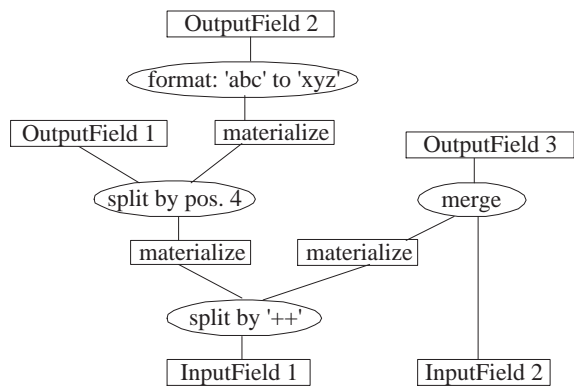 OutputField 2
format: 'abc' to 'xyz'
OutputField 1
materialize
OutputField 3
split by pos. 4
merge
materialize
materialize
split by '++'
InputField 1
InputField 2